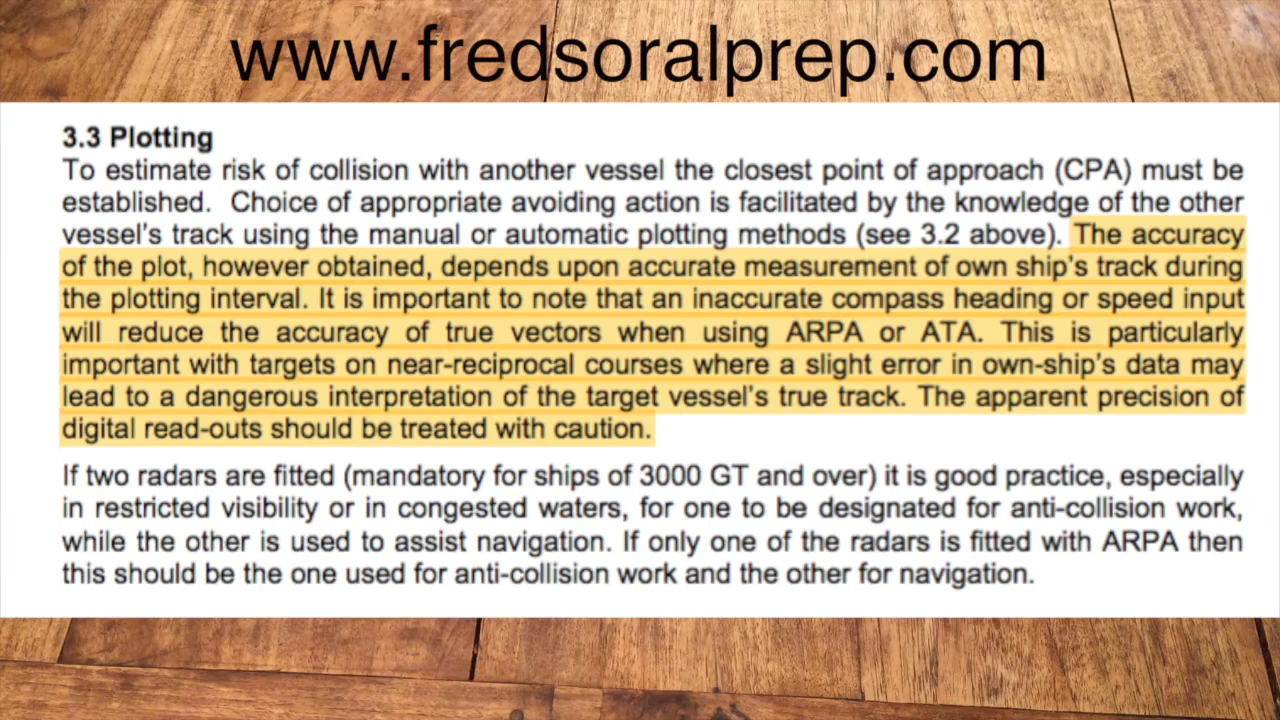 www.fredsoralprep.com
3.3 Plotting
To estimate risk of collision with another vessel the closest point of approach (CPA) must be
established. Choice of appropriate avoiding action is facilitated by the knowledge of the other
vessel's track using the manual or automatic plotting methods (see 3.2 above). The accuracy
of the plot, however obtained, depends upon accurate measurement of own ship's track during
the plotting interval. It is important to note that an inaccurate compass heading or speed input
will reduce the accuracy of true vectors when using ARPA or ATA. This is particularly
important with targets on near-reciprocal courses where a slight error in own-ship's data may
lead to a dangerous interpretation of the target vessel's true track. The apparent precision of
digital read-outs should be treated with caution.
If two radars are fitted (mandatory for ships of 3000 GT and over) it is good practice, especially
in restricted visibility or in congested waters, for one to be designated for anti-collision work,
while the other is used to assist navigation. If only one of the radars is fitted with ARPA then
this should be the one used for anti-collision work and the other for navigation.